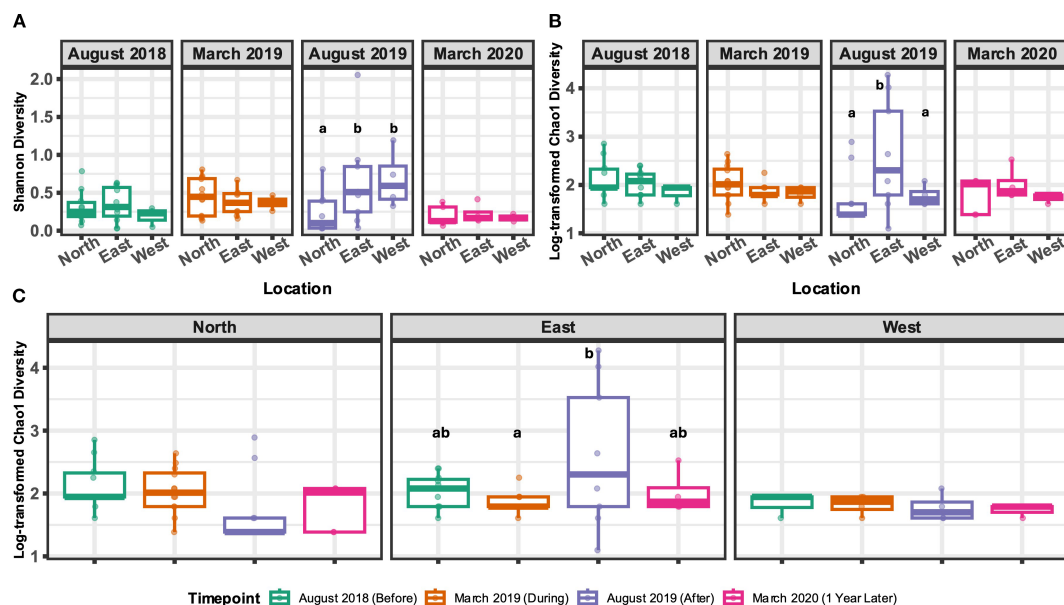 A
B
August 2018 March 2019 August 2019 March 2020
August 2018 March 2019 August 2019 March 2020
Shannon Diversity
2.0
1.5
1.0
0.5
0.0
a b b
North East West North East West North East West North East West
Location
Log-transformed Chao1 Diversity
4
3
2
1
a b a
North East West North East West North East West North East West
Location
C
North East West
Log-transformed Chao1 Diversity
4
3
2
1
ab a b ab
Timepoint August 2018 (Before) March 2019 (During) August 2019 (After) March 2020 (1 Year Later)